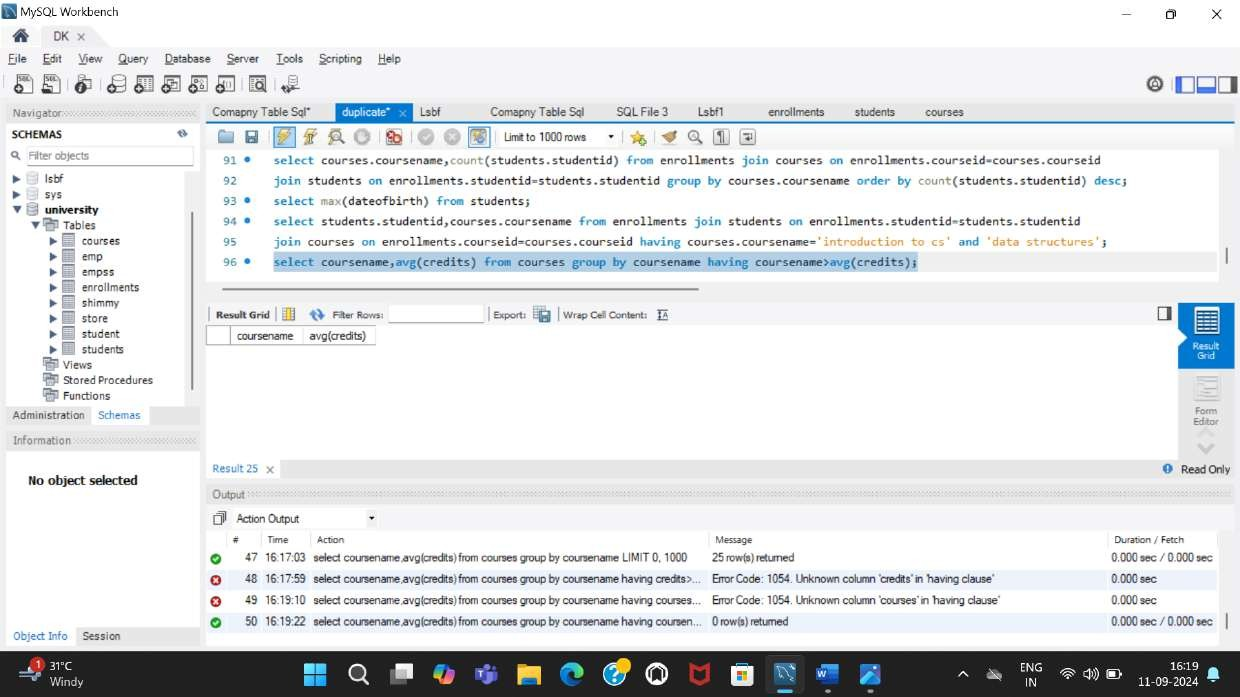 MySQL Workbench
DK
File Edit View Query Database Server Tools Scripting Help
Navigator
SCHEMAS
Filter objects
lsbf
sys
university
Tables
courses
emp
empss
enrollments
shimmy
store
student
students
Views
Stored Procedures
Functions
Administration Schemas
Information
No object selected
Object Info Session
Comapny Table Sql* duplicate* Lsbf Comapny Table Sql SQL File 3 Lsbf1 enrollments students courses
Limit to 1000 rows
91 select courses.coursename,count(students.studentid) from enrollments join courses on enrollments.courseid=courses.courseid
92 join students on enrollments.studentid=students.studentid group by courses.coursename order by count(students.studentid) desc;
93 select max(dateofbirth) from students;
94 select students.studentid,courses.coursename from enrollments join students on enrollments.studentid=students.studentid
95 join courses on enrollments.courseid=courses.courseid having courses.coursename='introduction to cs' and 'data structures';
96 select coursename,avg(credits) from courses group by coursename having coursename>avg(credits);
Result Grid Filter Rows: Export: Wrap Cell Content:
coursename avg(credits)
Result Grid
Form Editor
Result 25
Read Only
Output
Action Output
# Time Action Message Duration / Fetch
47 16:17:03 select coursename,avg(credits) from courses group by coursename LIMIT 0, 1000 25 row(s) returned 0.000 sec / 0.000 sec
48 16:17:59 select coursename,avg(credits) from courses group by coursename having credits>... Error Code: 1054. Unknown column 'credits' in 'having clause' 0.000 sec
49 16:19:10 select coursename,avg(credits) from courses group by coursename having courses... Error Code: 1054. Unknown column 'courses' in 'having clause' 0.000 sec
50 16:19:22 select coursename,avg(credits) from courses group by coursename having coursen... 0 row(s) returned 0.000 sec / 0.000 sec
1
31°C
Windy
ENG
IN
16:19
11-09-2024